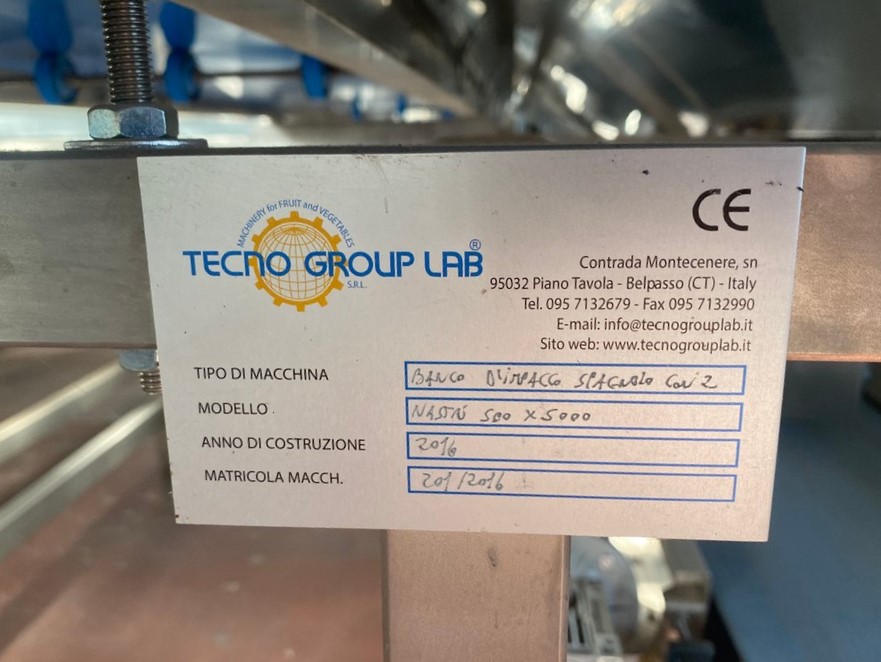 MACHINERY for FRUIT and VEGETABLES
TECNO GROUP LAB®
S.R.L.
CE
Contrada Montecenere, sn
95032 Piano Tavola - Belpasso (CT) - Italy
Tel. 095 7132679 - Fax 095 7132990
E-mail: info@tecnogrouplab.it
Sito web: www.tecnogrouplab.it
TIPO DI MACCHINA BANCO D'IMPACCO SPAGNOLO CON 2
MODELLO NASTRI 500 X 5000
ANNO DI COSTRUZIONE 2016
MATRICOLA MACCH. 201/2016